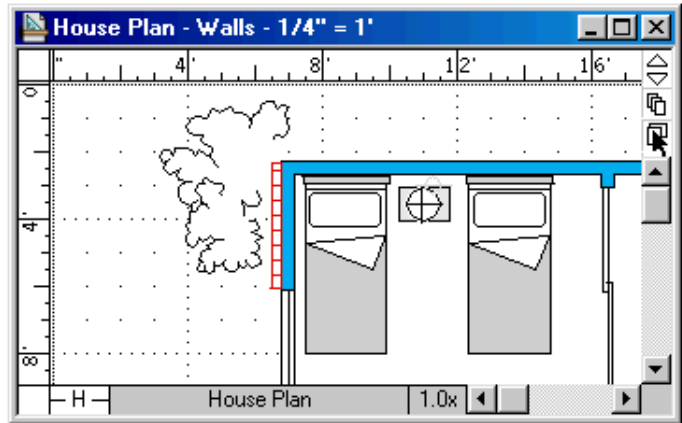 House Plan - Walls - 1/4" = 1'
" 4' 8' 12' 16'
0
4'
8'
H House Plan 1.0x